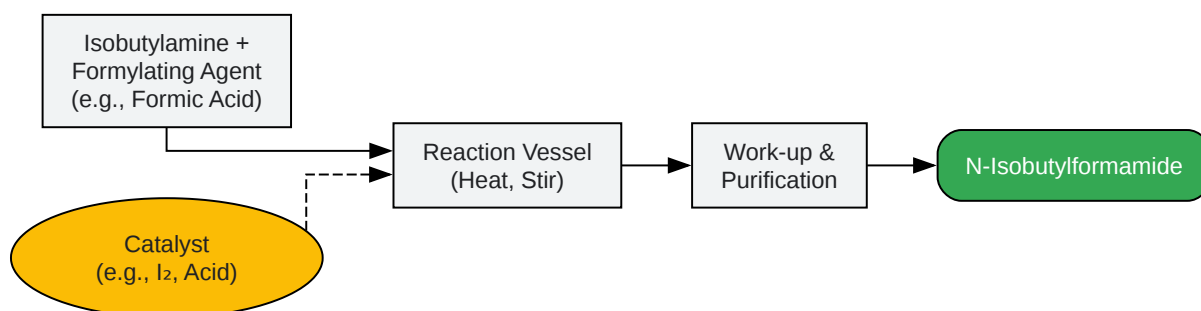 Isobutylamine +
Formylating Agent
(e.g., Formic Acid)
Reaction Vessel
(Heat, Stir)
Work-up &
Purification
N-Isobutylformamide
Catalyst
(e.g., I₂, Acid)